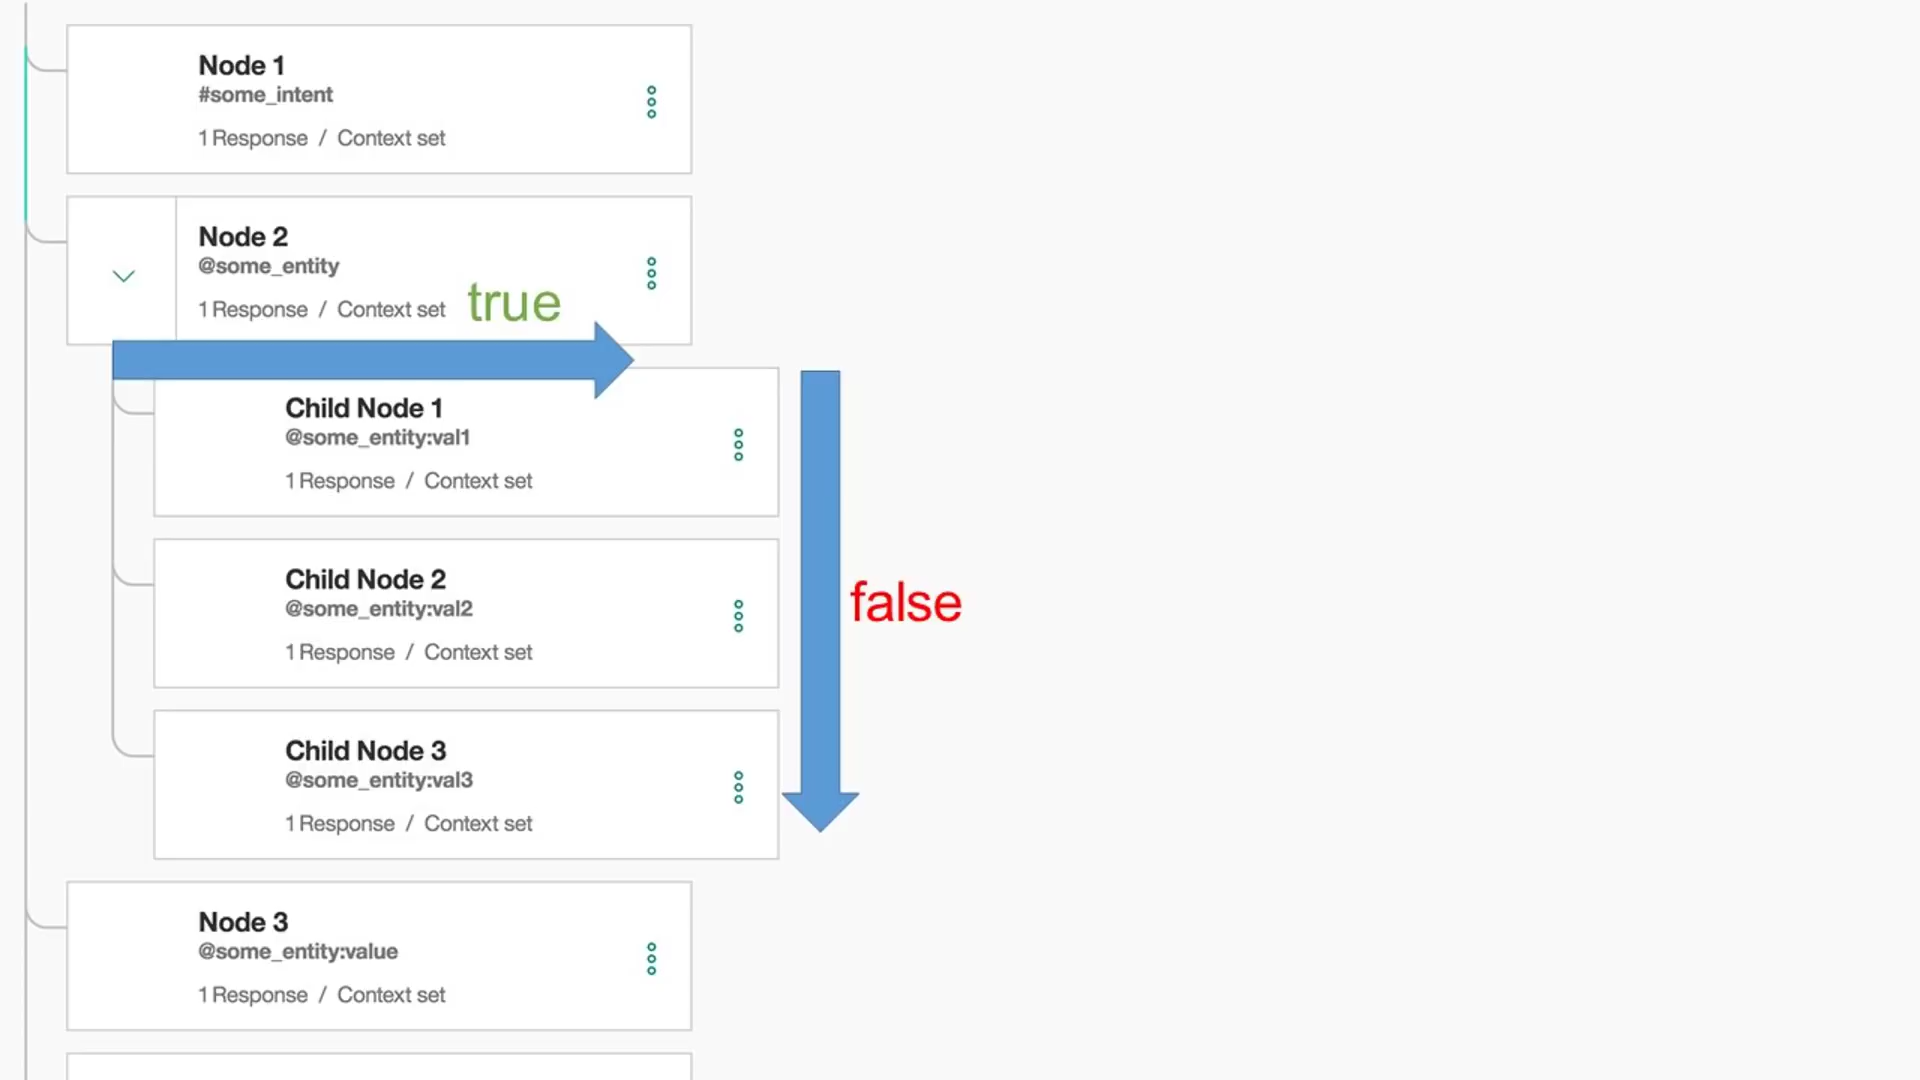 Node 1
#some_intent
1 Response / Context set
Node 2
@some_entity
1 Response / Context set
true
Child Node 1
@some_entity:val1
1 Response / Context set
Child Node 2
@some_entity:val2
1 Response / Context set
false
Child Node 3
@some_entity:val3
1 Response / Context set
Node 3
@some_entity:value
1 Response / Context set